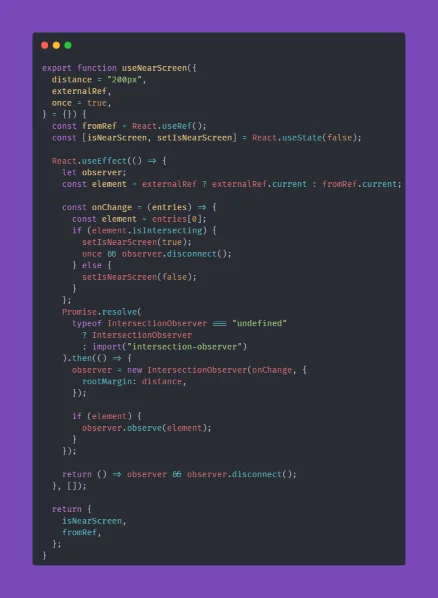 export function useNearScreen({
  distance = "200px",
  externalRef,
  once = true,
} = {}) {
  const fromRef = React.useRef();
  const [isNearScreen, setIsNearScreen] = React.useState(false);

  React.useEffect(() => {
    let observer;
    const element = externalRef ? externalRef.current : fromRef.current;

    const onChange = (entries) => {
      const element = entries[0];
      if (element.isIntersecting) {
        setIsNearScreen(true);
        once && observer.disconnect();
      } else {
        setIsNearScreen(false);
      }
    };
    Promise.resolve(
      typeof IntersectionObserver === "undefined"
        ? IntersectionObserver
        : import("intersection-observer")
    ).then(() => {
      observer = new IntersectionObserver(onChange, {
        rootMargin: distance,
      });

      if (element) {
        observer.observe(element);
      }
    });

    return () => observer && observer.disconnect();
  }, []);

  return {
    isNearScreen,
    fromRef,
  };
}